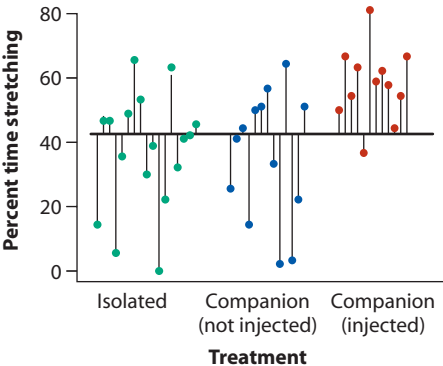 Percent time stretching
80
60
40
20
0
Isolated
Companion
(not injected)
Companion
(injected)
Treatment